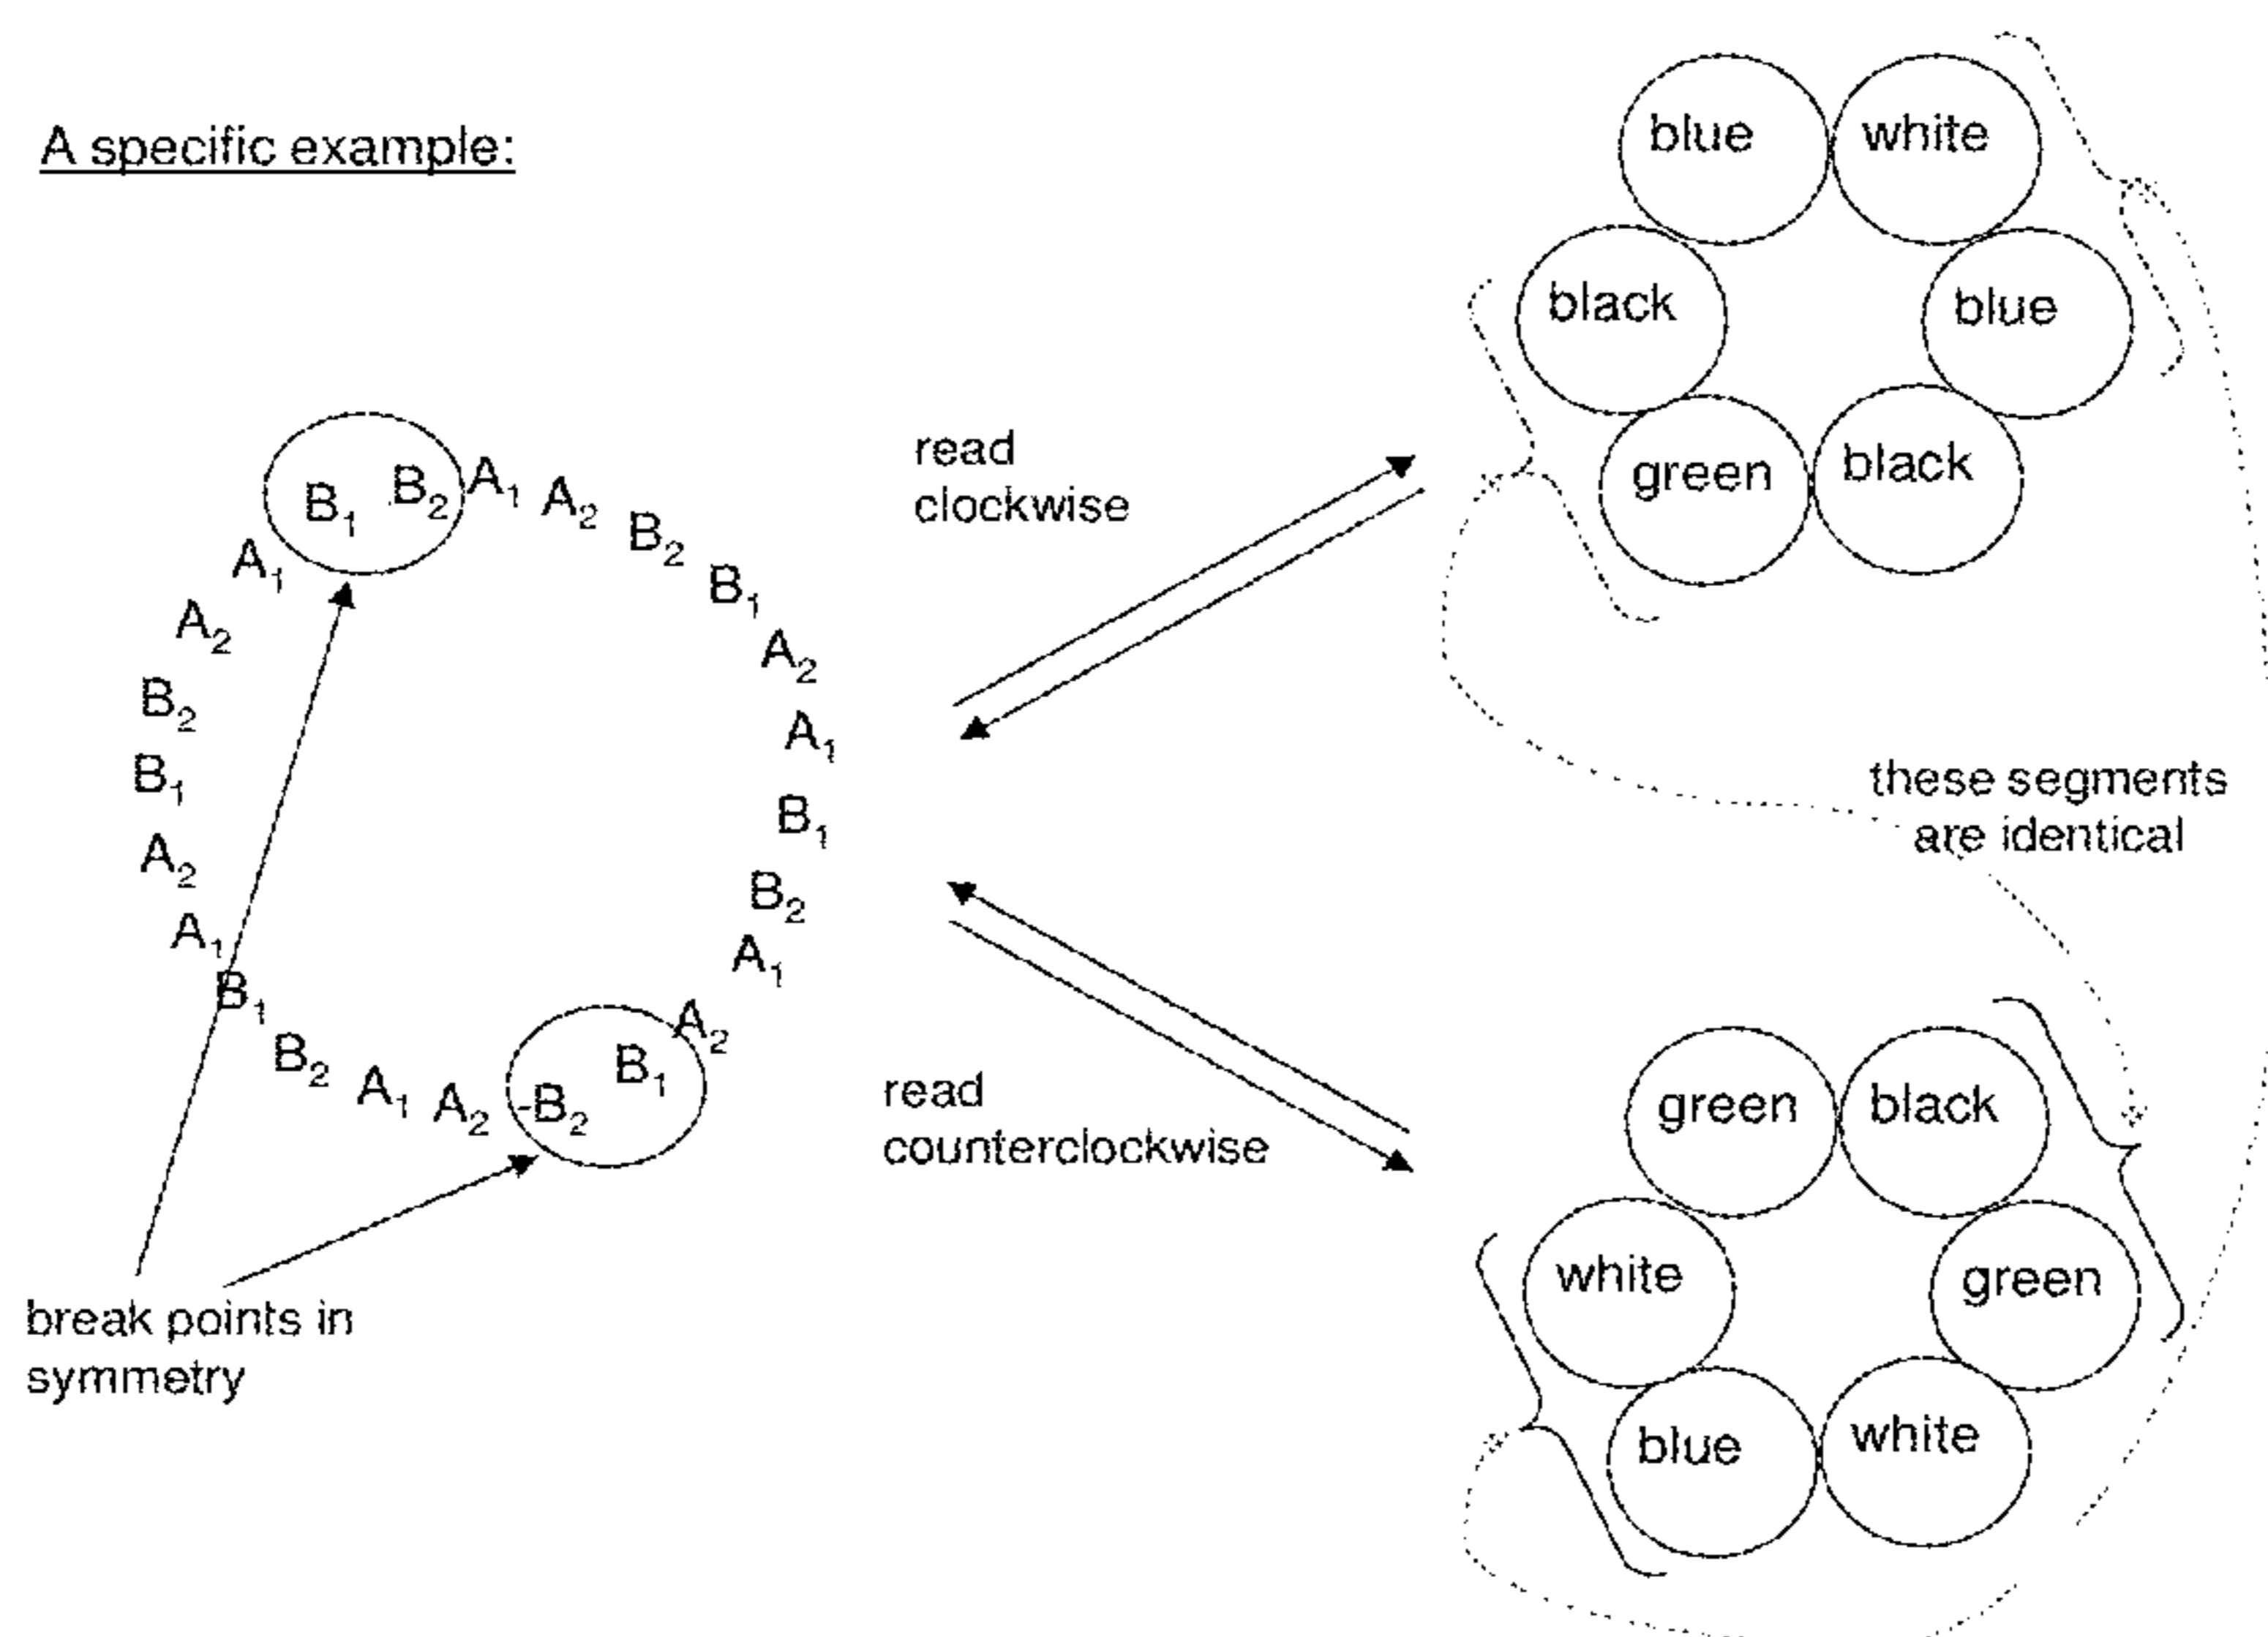 A specific example:
blue white
black blue
green black
B1 B2 A1 A2 B2 B1 A2 A1 B1 B2 A1 A2 B1 -B2 A2 A1 B2 B1 A1 A2 B1 B2 A2 A1
read
clockwise
these segments
are identical
read
counterclockwise
green black
white green
blue white
break points in
symmetry